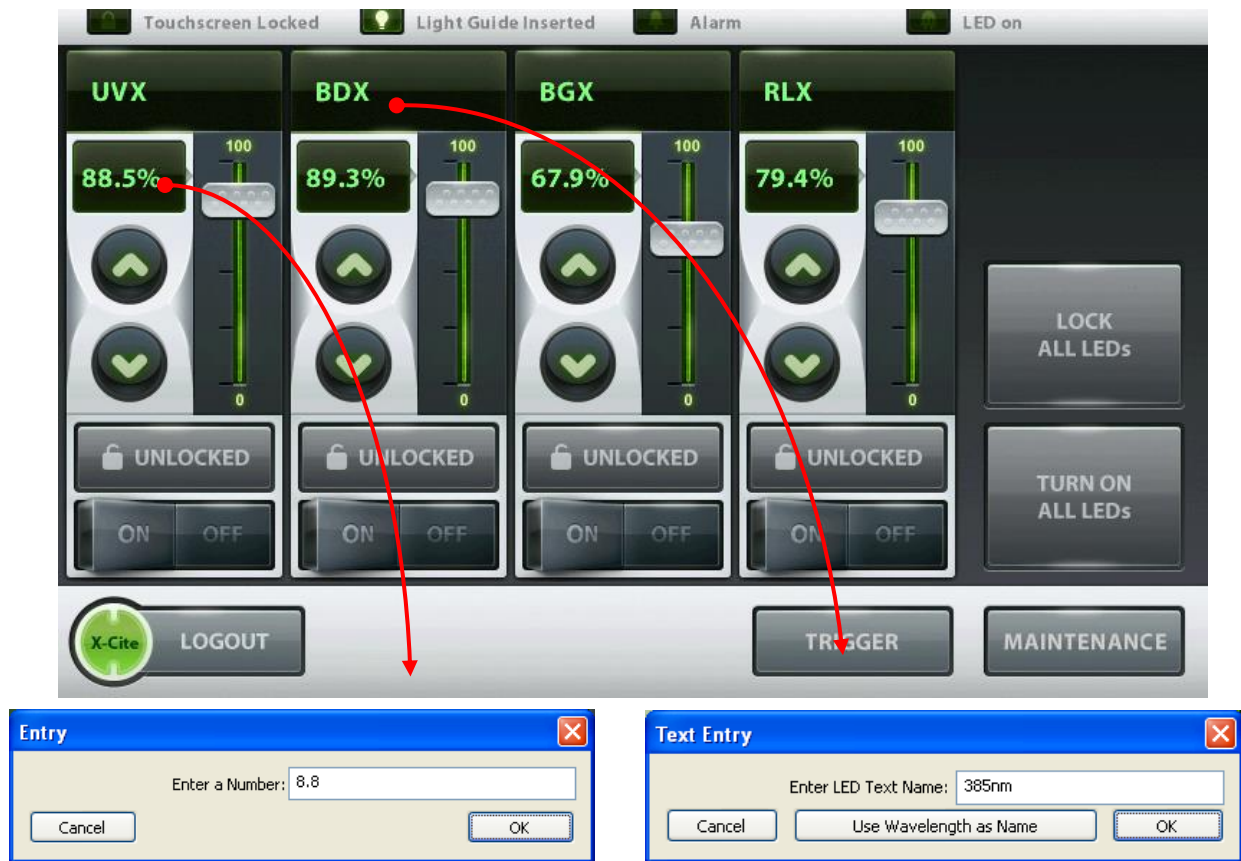 Touchscreen Locked Light Guide Inserted Alarm LED on
UVX BDX BGX RLX
100 100 100 100
88.5% 89.3% 67.9% 79.4%
LOCK
ALL LEDs
0 0 0 0
UNLOCKED UNLOCKED UNLOCKED UNLOCKED
TURN ON
ALL LEDs
ON OFF ON OFF ON OFF ON OFF
X-Cite LOGOUT TRIGGER MAINTENANCE
Entry
Enter a Number: 8.8
Cancel OK
Text Entry
Enter LED Text Name: 385nm
Cancel Use Wavelength as Name OK